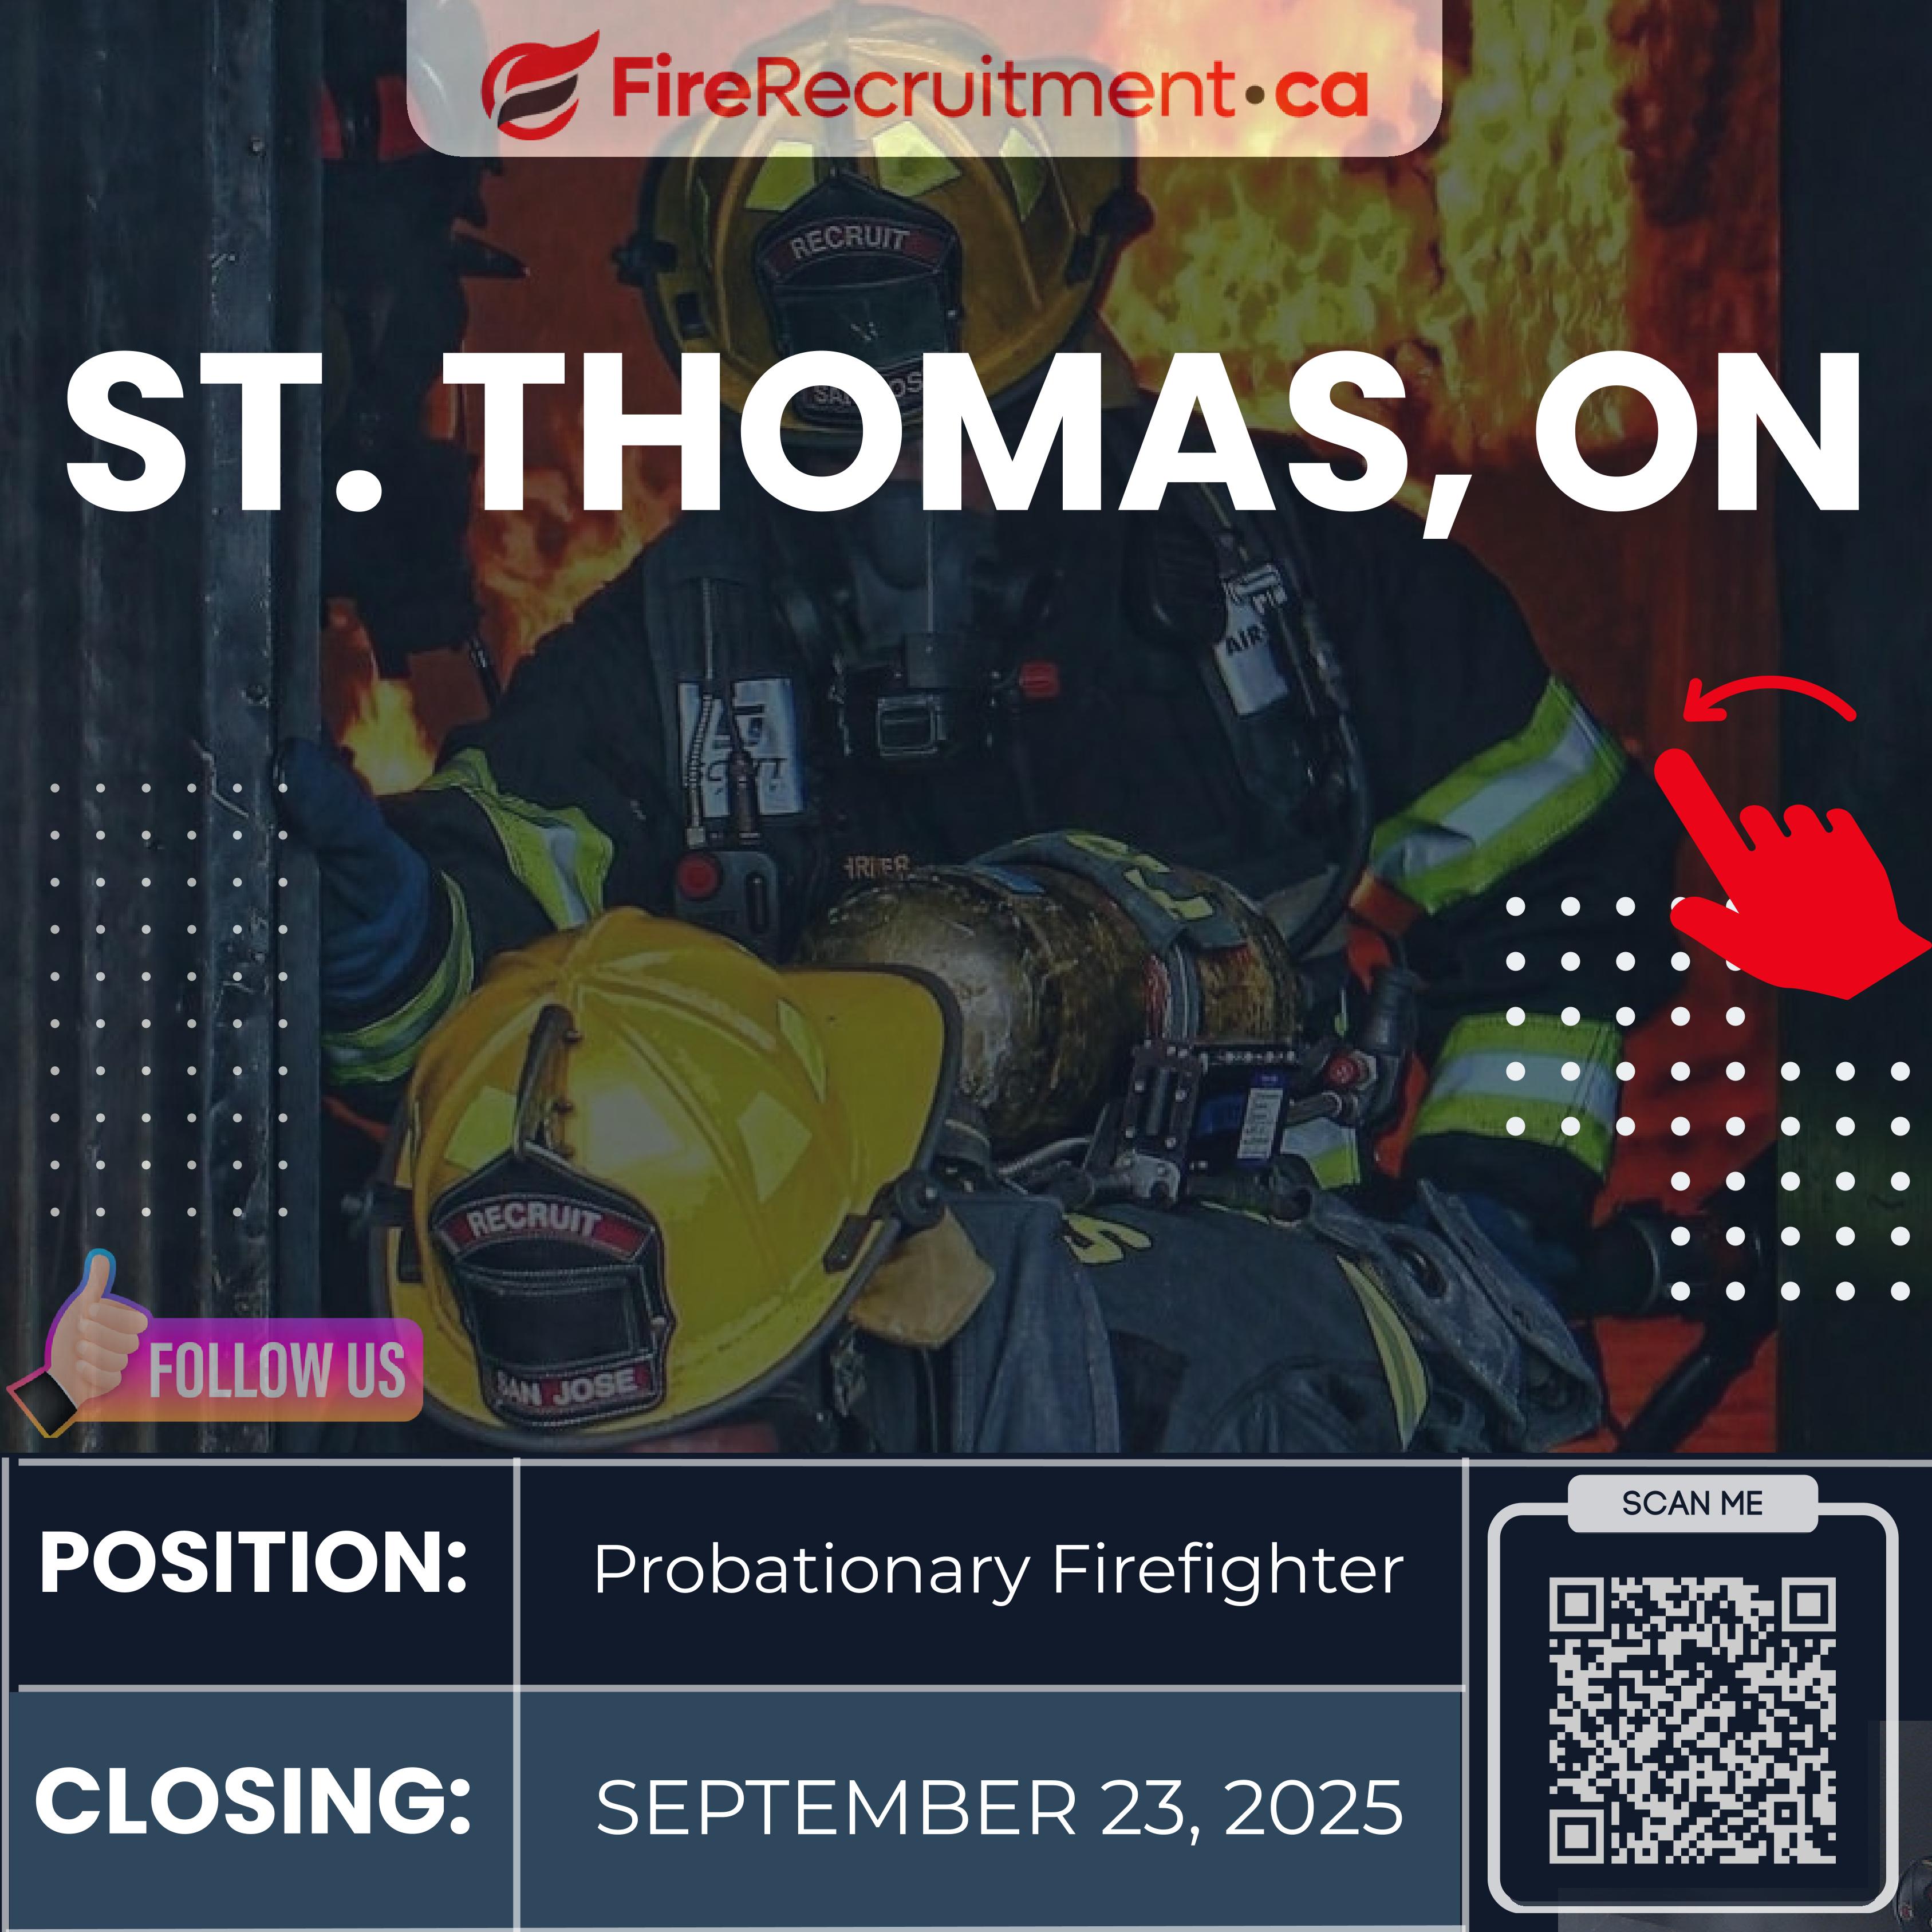 FireRecruitment.ca
RECRUIT
ST. THOMAS, ON
AIR
RECRUIT
SAN JOSE
FOLLOW US
SCAN ME
POSITION:
Probationary Firefighter
CLOSING:
SEPTEMBER 23, 2025